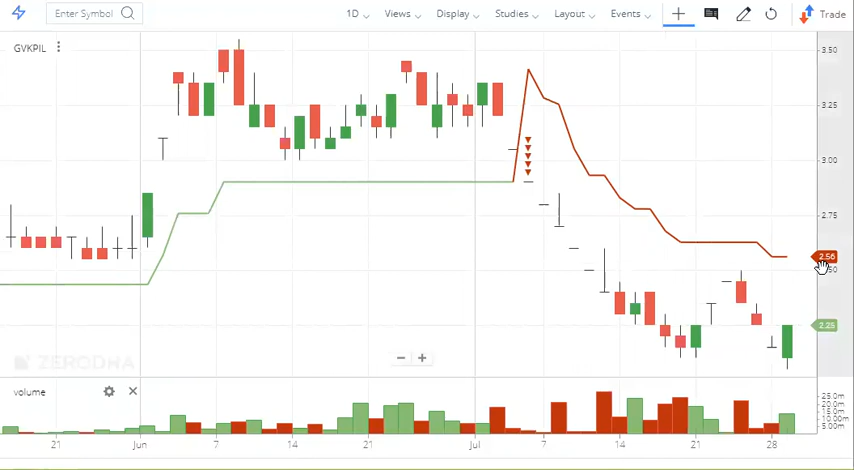 Enter Symbol
1D Views Display Studies Layout Events Trade
GVKPIL
3.50
3.25
3.00
2.75
2.56
2.50
2.25
ZERODHA
volume
25.0m
20.0m
15.0m
10.0m
5.00m
21 Jun 7 14 21 Jul 7 14 21 28